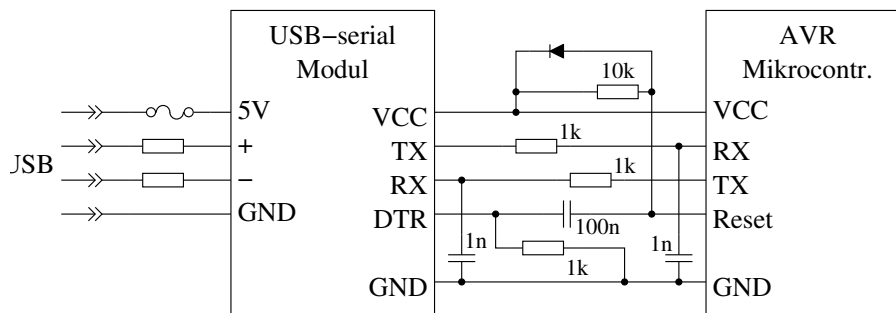 USB−serial
Modul
AVR
Mikrocontr.
10k
5V
VCC
VCC
1k
+
TX
RX
USB
1k
−
RX
TX
GND
DTR
100n
Reset
1n
1n
1k
GND
GND